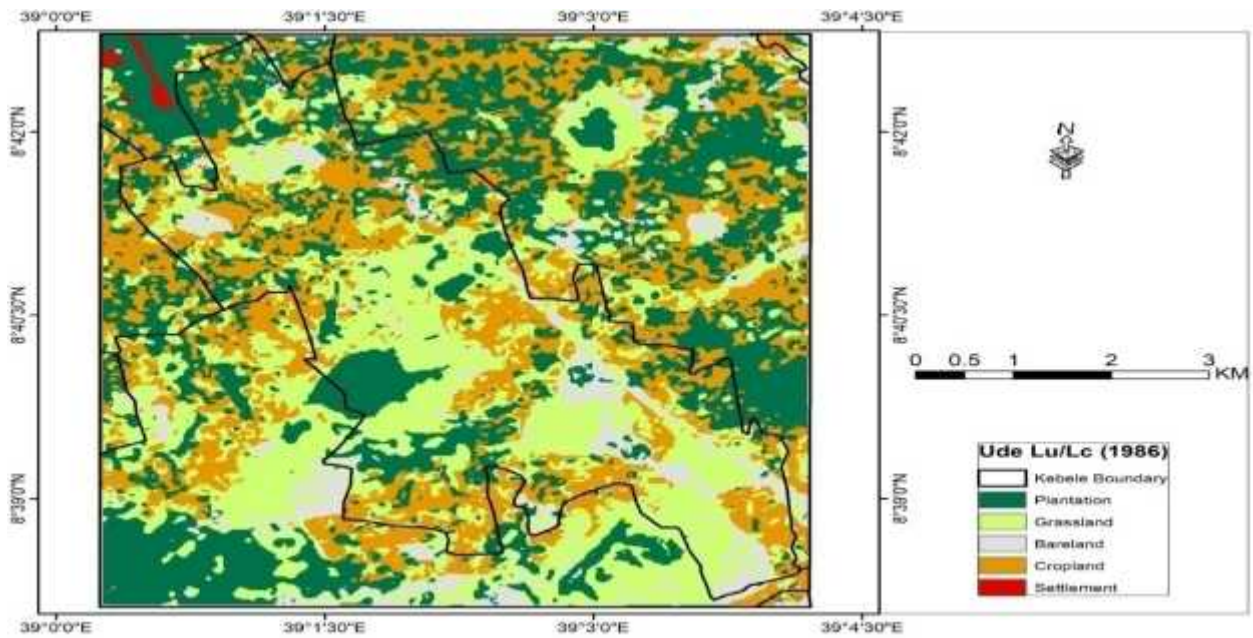 39°0'0"E 39°1'30"E 39°3'0"E 39°4'30"E
8°42'0"N 8°42'0"N
N
8°40'30"N 8°40'30"N
0 0.5 1 2 3
KM
Ude Lu/Lc (1986)
Kebele Boundary
Plantation
Grassland
Bareland
Cropland
Settlement
8°39'0"N 8°39'0"N
39°0'0"E 39°1'30"E 39°3'0"E 39°4'30"E